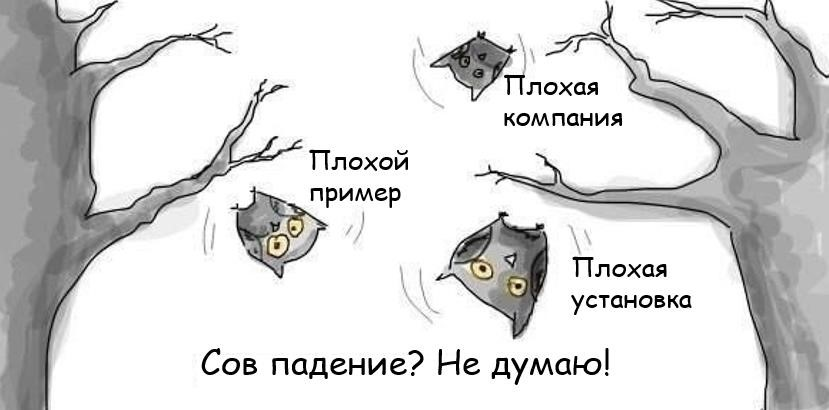 Плохая
компания
Плохой
пример
Плохая
установка
Сов падение? Не думаю!